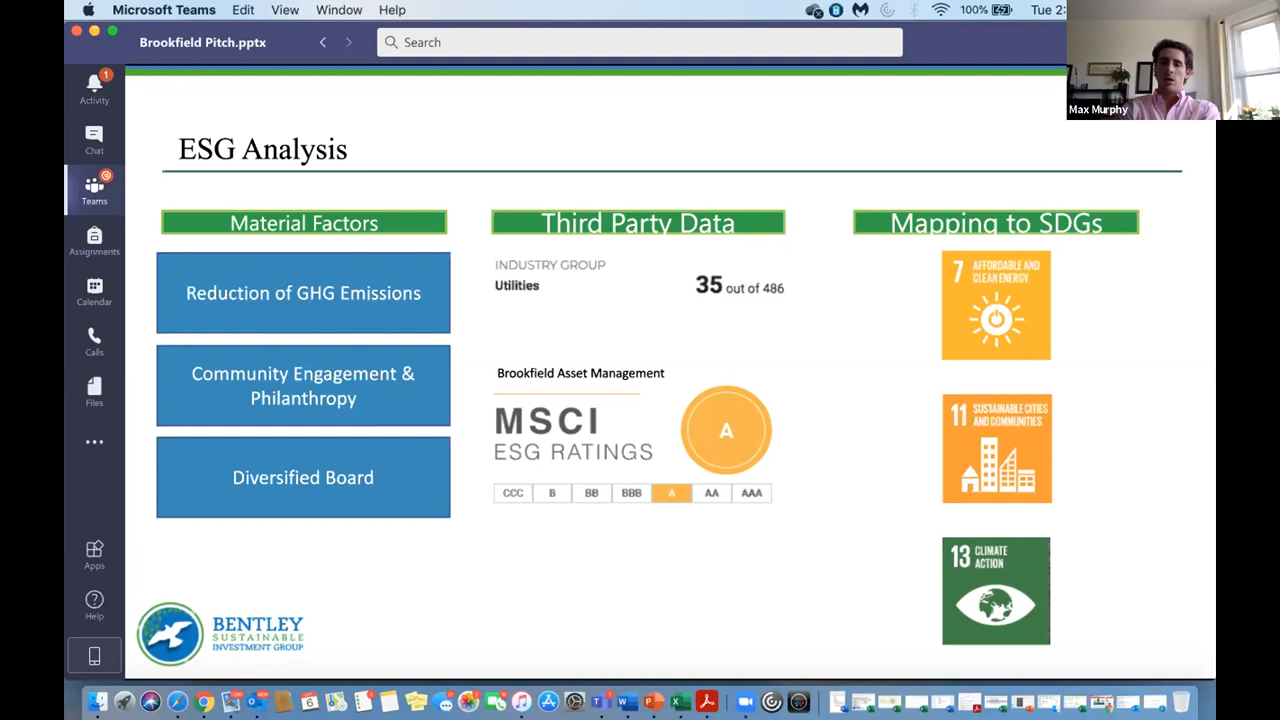 Microsoft Teams Edit View Window Help 100% Tue 2:
Brookfield Pitch.pptx
Search
Max Murphy
1
Activity
Chat
@
Teams
Assignments
Calendar
Calls
Files
Apps
Help
ESG Analysis
Material Factors
Reduction of GHG Emissions
Community Engagement &
Philanthropy
Diversified Board
Third Party Data
INDUSTRY GROUP
Utilities
35 out of 486
Brookfield Asset Management
MSCI
ESG RATINGS
A
CCC B BB BBB A AA AAA
Mapping to SDGs
7 AFFORDABLE AND
CLEAN ENERGY
11 SUSTAINABLE CITIES
AND COMMUNITIES
13 CLIMATE
ACTION
BENTLEY
SUSTAINABLE
INVESTMENT GROUP